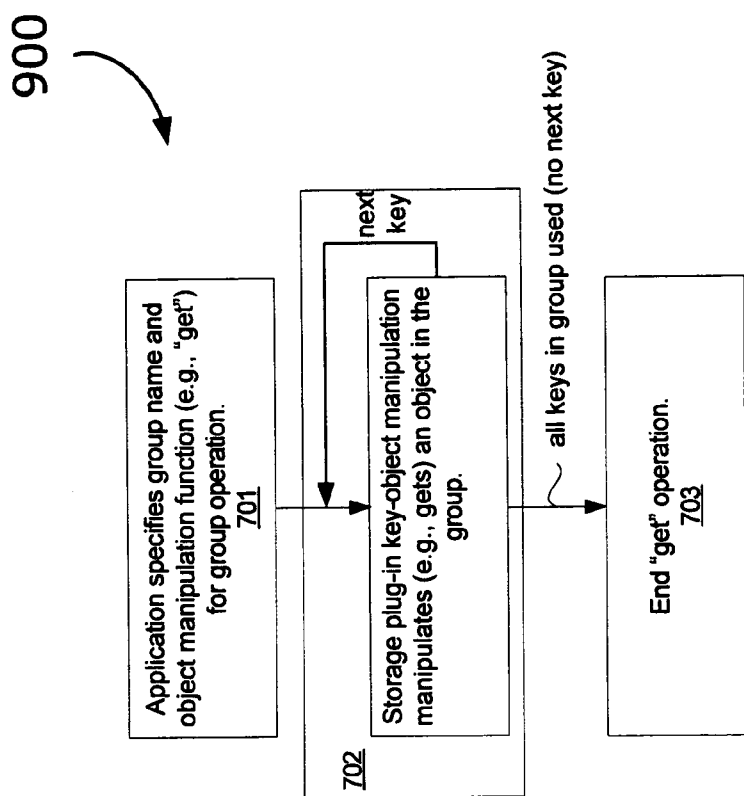 900
Application specifies group name and
object manipulation function (e.g., “get”)
for group operation.
701
next
key
702
Storage plug-in key-object manipulation
manipulates (e.g., gets) an object in the
group.
all keys in group used (no next key)
End “get” operation.
703